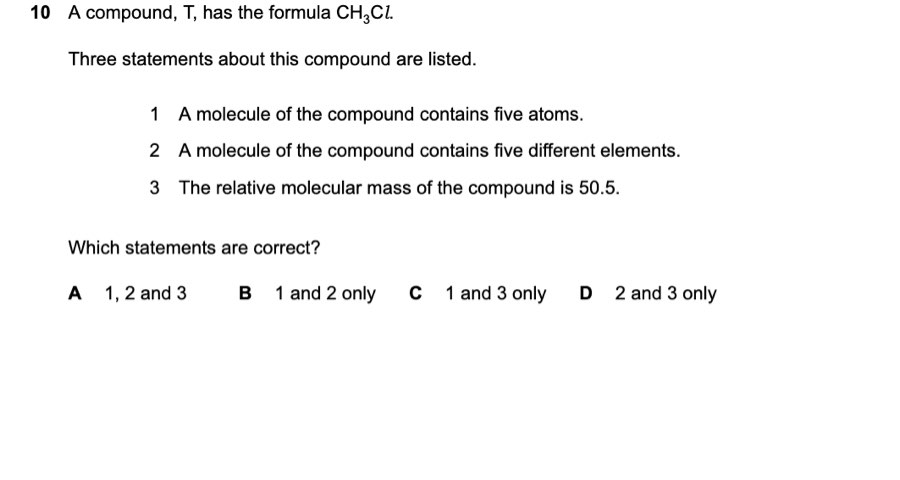 10 A compound, T, has the formula CH₃Cl.
Three statements about this compound are listed.
1 A molecule of the compound contains five atoms.
2 A molecule of the compound contains five different elements.
3 The relative molecular mass of the compound is 50.5.
Which statements are correct?
A 1, 2 and 3 B 1 and 2 only C 1 and 3 only D 2 and 3 only